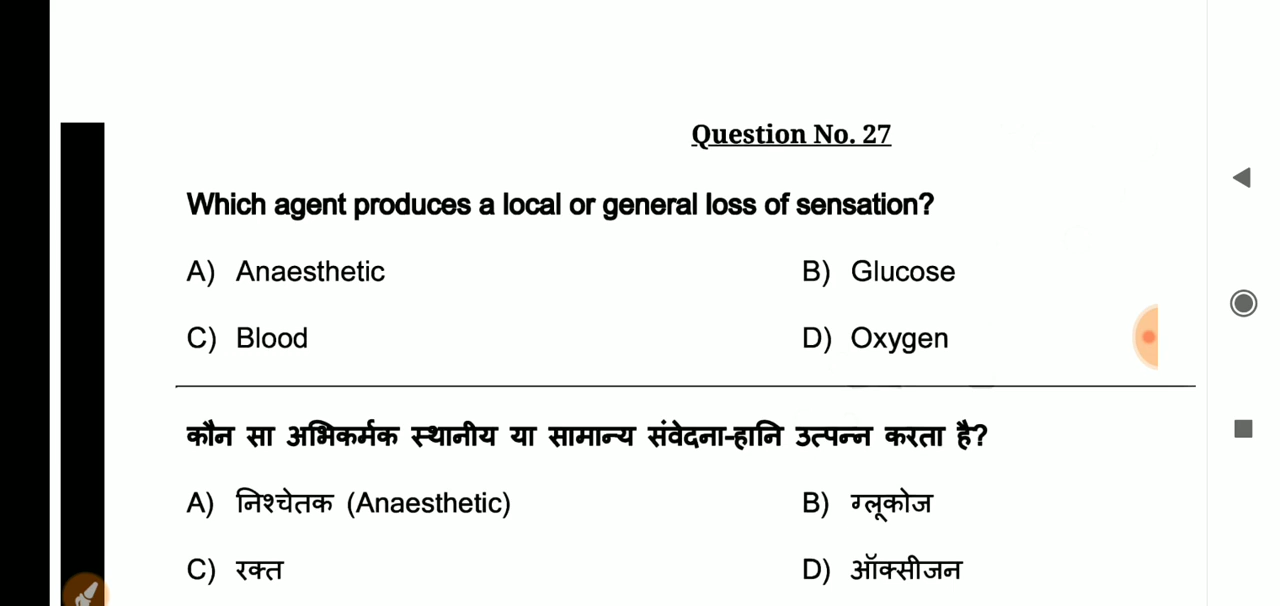 Question No. 27
Which agent produces a local or general loss of sensation?
A) Anaesthetic B) Glucose
C) Blood D) Oxygen
कौन सा अभिकर्मक स्थानीय या सामान्य संवेदना-हानि उत्पन्न करता है?
A) निश्चेतक (Anaesthetic) B) ग्लूकोज
C) रक्त D) ऑक्सीजन